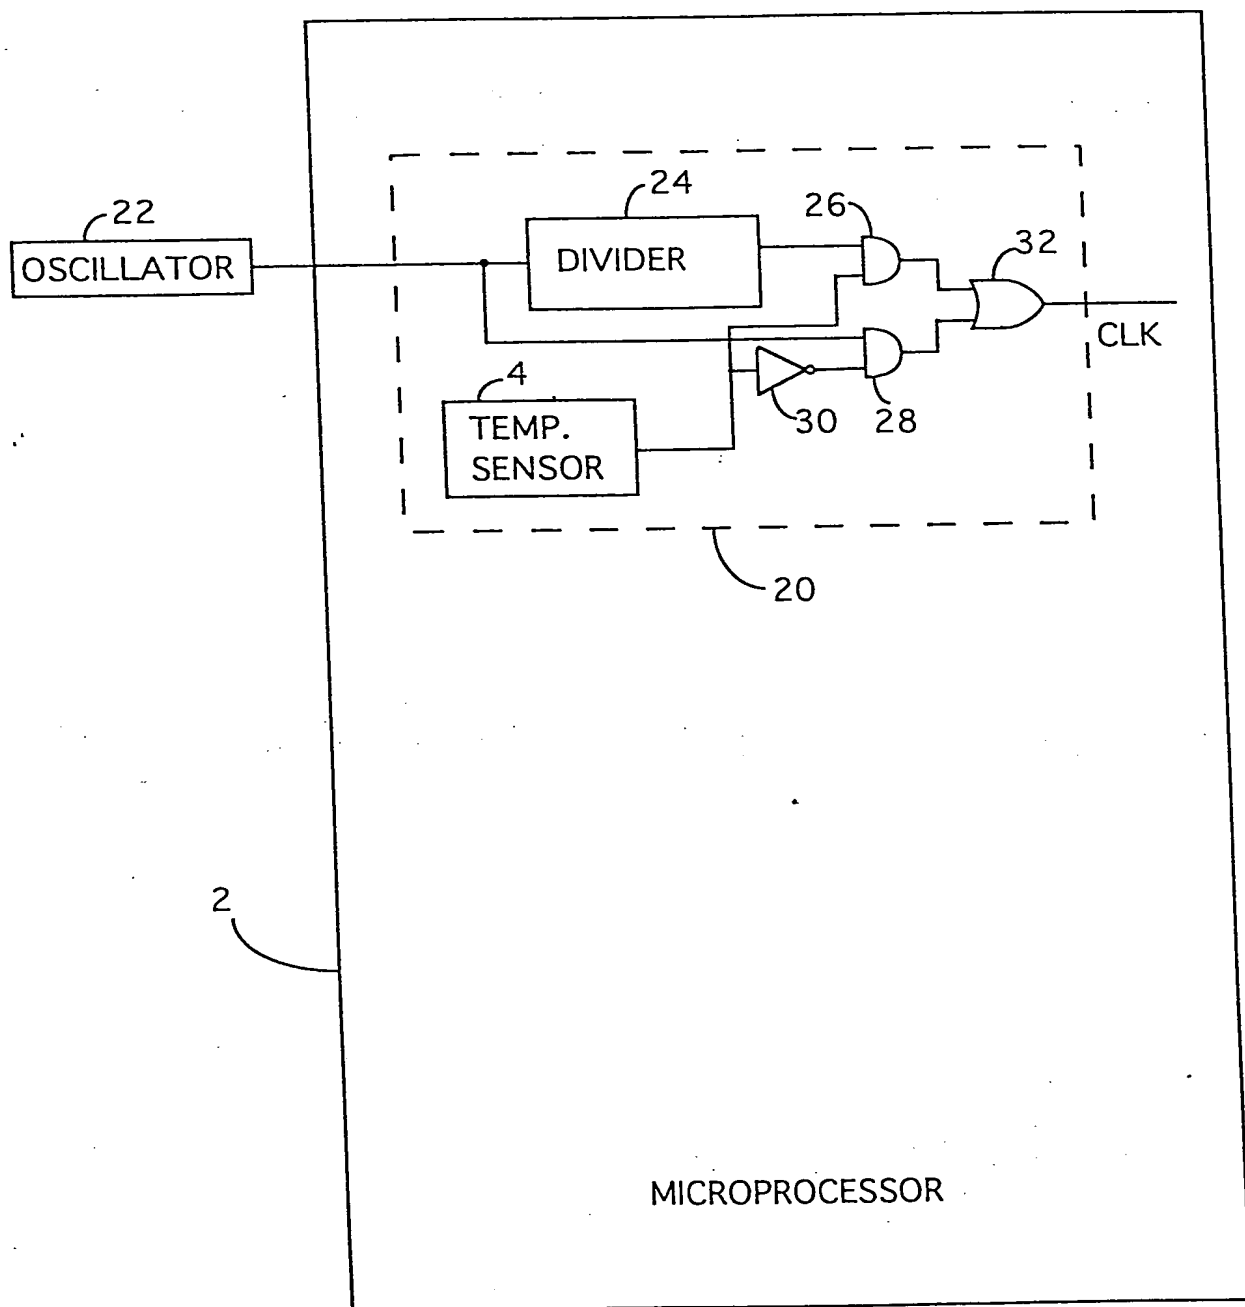 22
OSCILLATOR
24
DIVIDER
26
32
CLK
4
TEMP.
SENSOR
30
28
20
2
MICROPROCESSOR